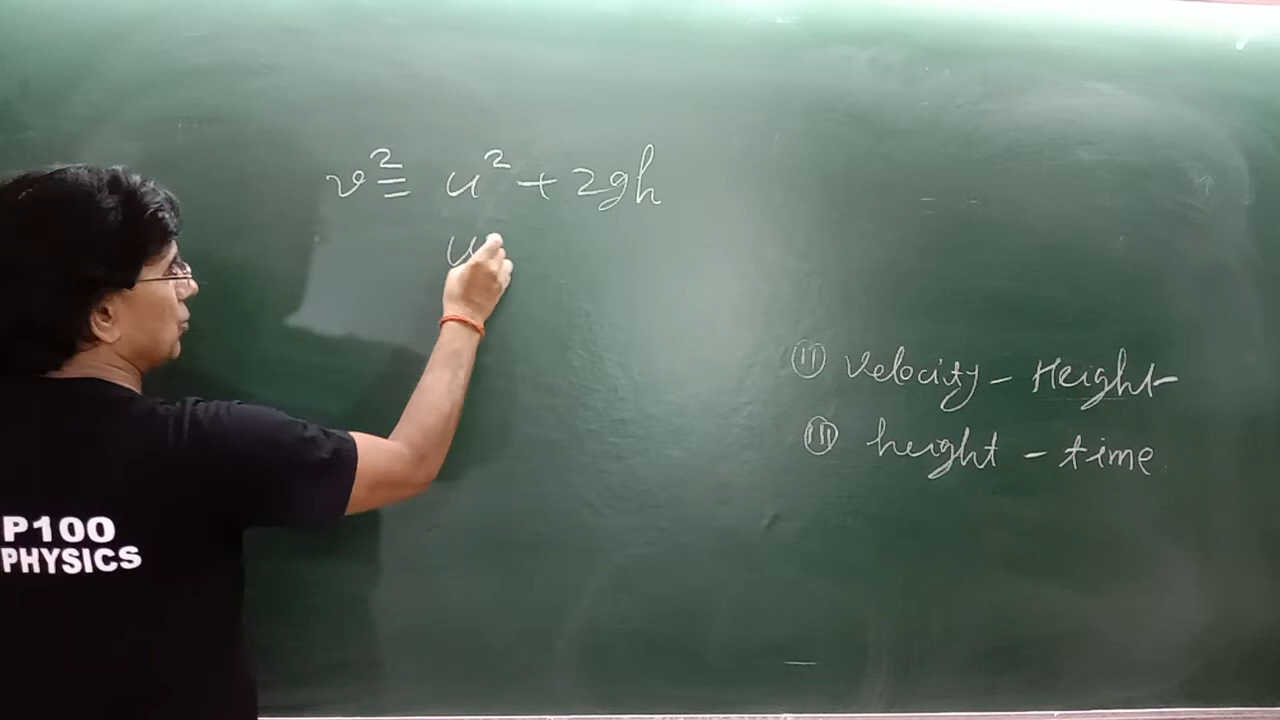 v² = u² + 2gh
u
(II) Velocity - Height
(III) height - time
P100
PHYSICS